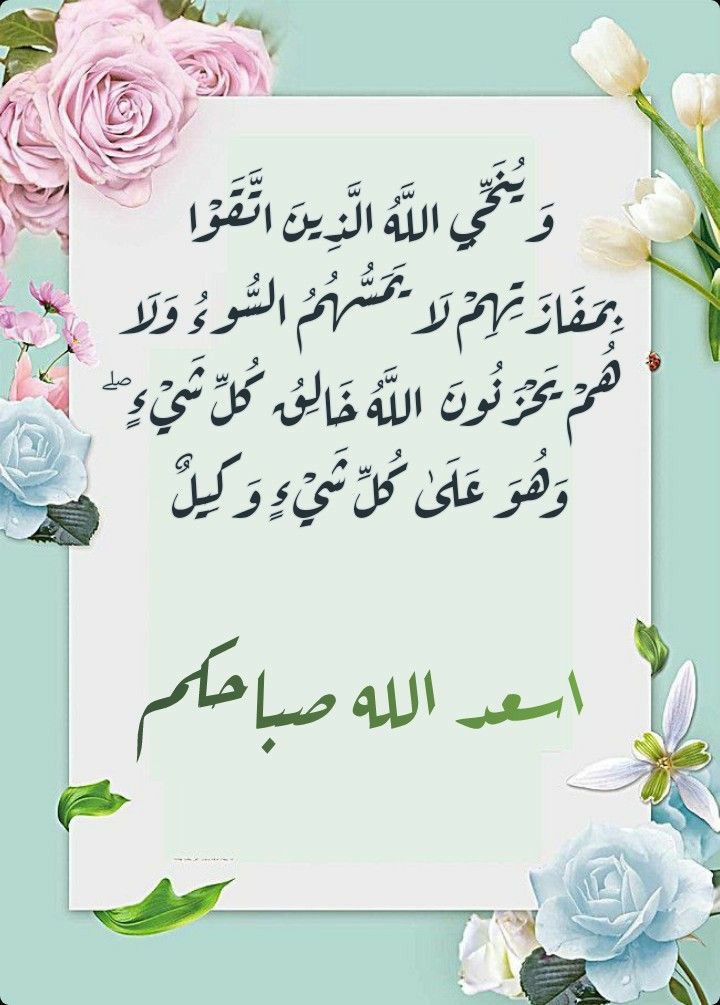 وَيُنَجِّي اللَّهُ الَّذِينَ اتَّقَوْا
بِمَفَازَتِهِمْ لَا يَمَسُّهُمُ السُّوءُ وَلَا
هُمْ يَحْزَنُونَ اللَّهُ خَالِقُ كُلِّ شَيْءٍ ۖ
وَهُوَ عَلَىٰ كُلِّ شَيْءٍ وَكِيلٌ
اسعد الله صباحكم